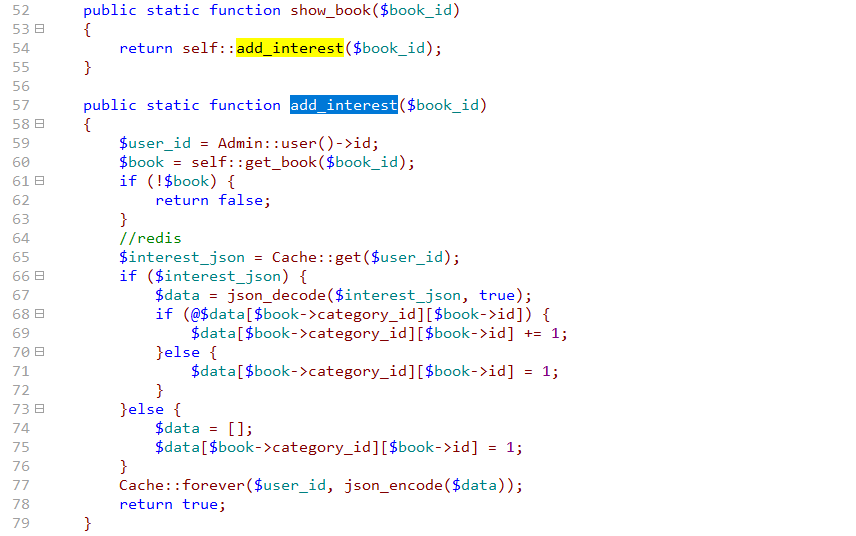 52 public static function show_book($book_id)
53 {
54 return self::add_interest($book_id);
55 }
56
57 public static function add_interest($book_id)
58 {
59 $user_id = Admin::user()->id;
60 $book = self::get_book($book_id);
61 if (!$book) {
62 return false;
63 }
64 //redis
65 $interest_json = Cache::get($user_id);
66 if ($interest_json) {
67 $data = json_decode($interest_json, true);
68 if (@$data[$book->category_id][$book->id]) {
69 $data[$book->category_id][$book->id] += 1;
70 }else {
71 $data[$book->category_id][$book->id] = 1;
72 }
73 }else {
74 $data = [];
75 $data[$book->category_id][$book->id] = 1;
76 }
77 Cache::forever($user_id, json_encode($data));
78 return true;
79 }